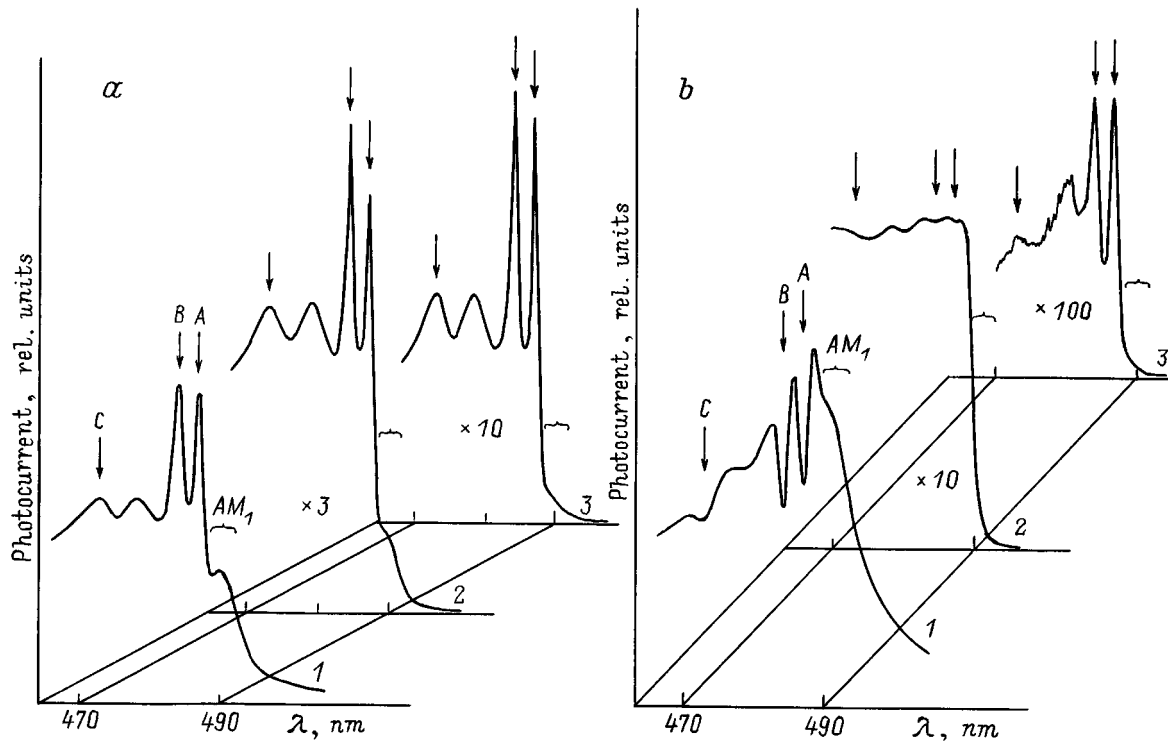 a
Photocurrent, rel. units
C
B
A
AM₁
×3
×10
1
2
3
470
490
λ, nm
b
Photocurrent, rel. units
C
B
A
AM₁
×10
×100
1
2
3
470
490
λ, nm